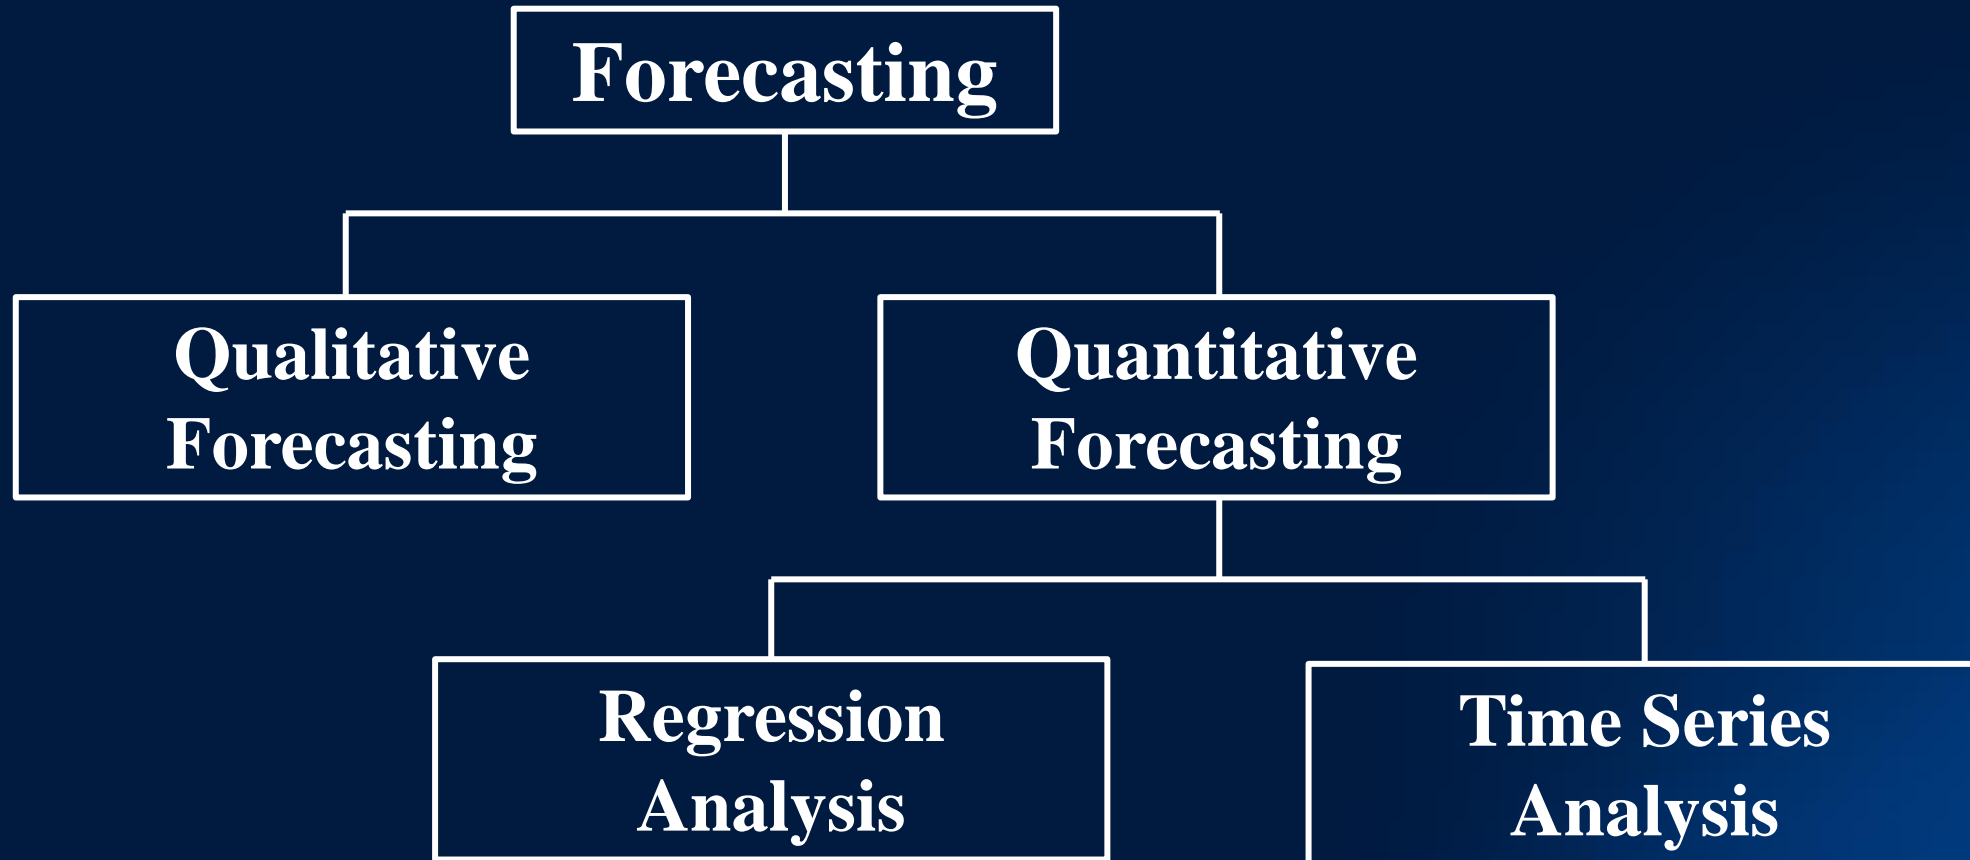 Forecasting
Qualitative
Forecasting
Quantitative
Forecasting
Regression
Analysis
Time Series
Analysis